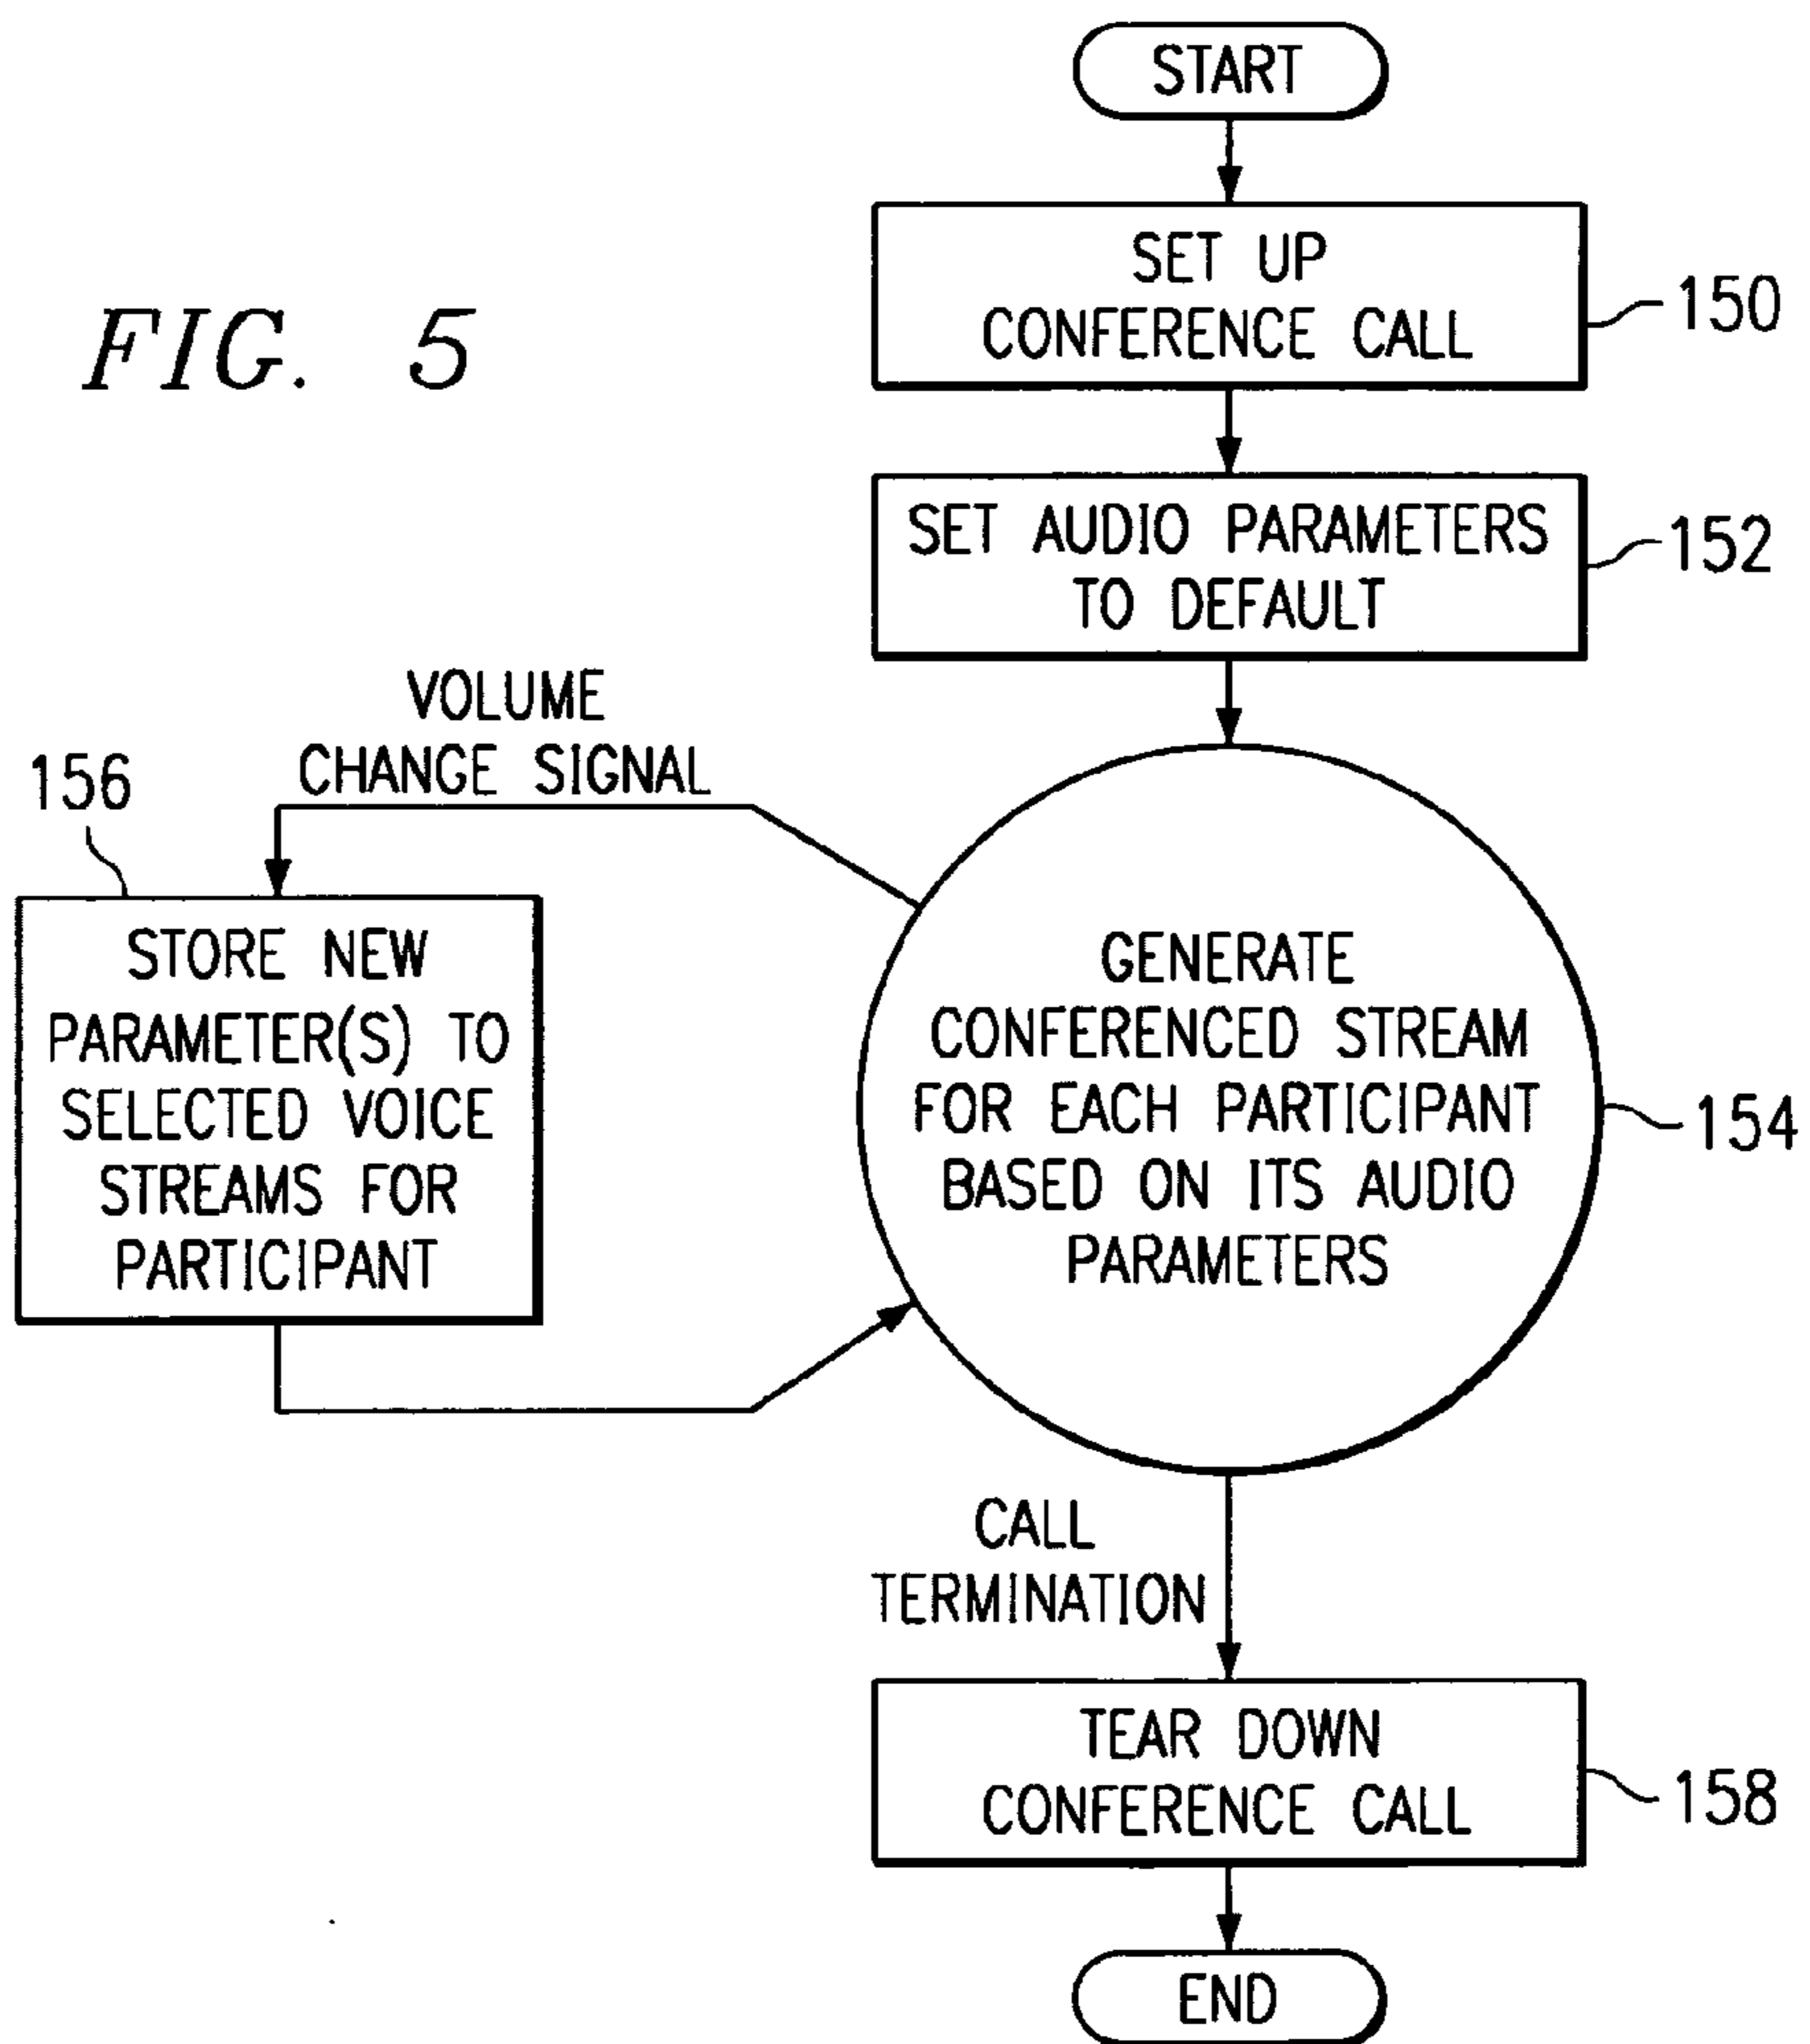 START
SET UP
CONFERENCE CALL
150
FIG. 5
SET AUDIO PARAMETERS
TO DEFAULT
152
VOLUME
CHANGE SIGNAL
156
STORE NEW
PARAMETER(S) TO
SELECTED VOICE
STREAMS FOR
PARTICIPANT
GENERATE
CONFERENCED STREAM
FOR EACH PARTICIPANT
BASED ON ITS AUDIO
PARAMETERS
154
CALL
TERMINATION
TEAR DOWN
CONFERENCE CALL
158
END